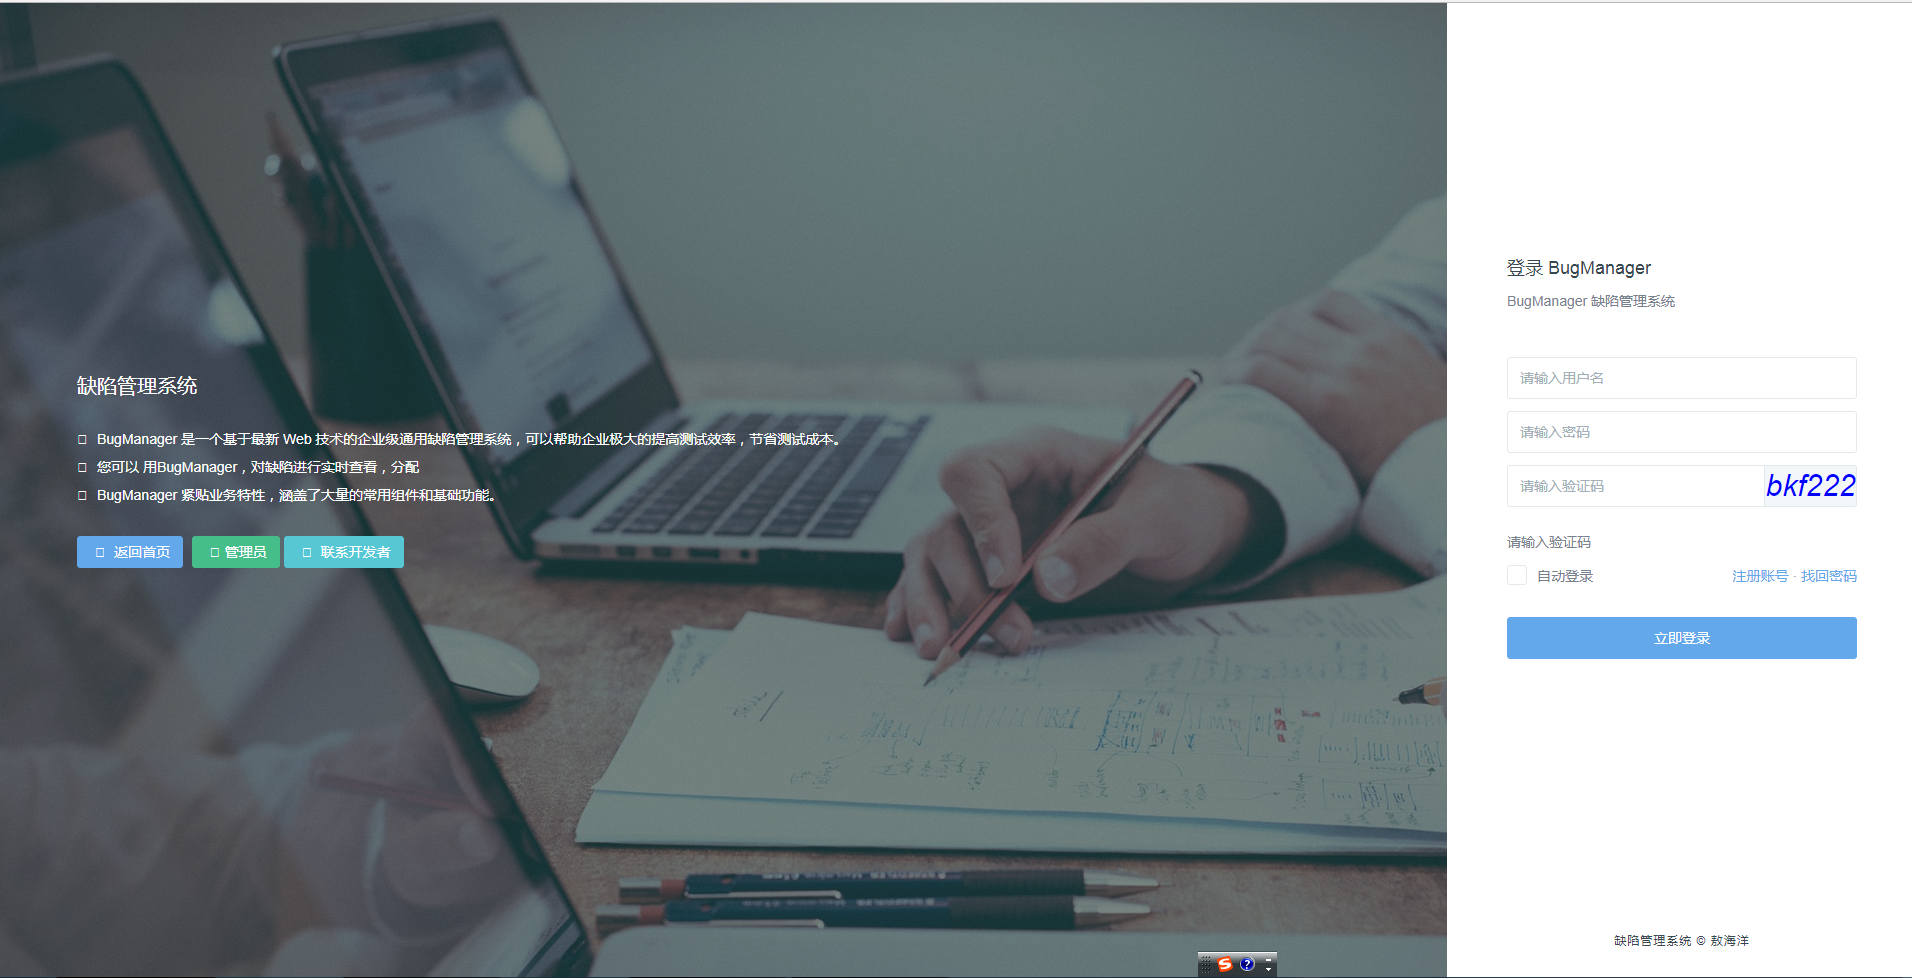 缺陷管理系统
BugManager 是一个基于最新 Web 技术的企业级通用缺陷管理系统，可以帮助企业极大的提高测试效率，节省测试成本。
您可以 用BugManager，对缺陷进行实时查看，分配
BugManager 紧贴业务特性，涵盖了大量的常用组件和基础功能。
返回首页 管理员 联系开发者
登录 BugManager
BugManager 缺陷管理系统
请输入用户名
请输入密码
请输入验证码 bkf222
请输入验证码
自动登录 注册账号 · 找回密码
立即登录
缺陷管理系统 © 敖海洋